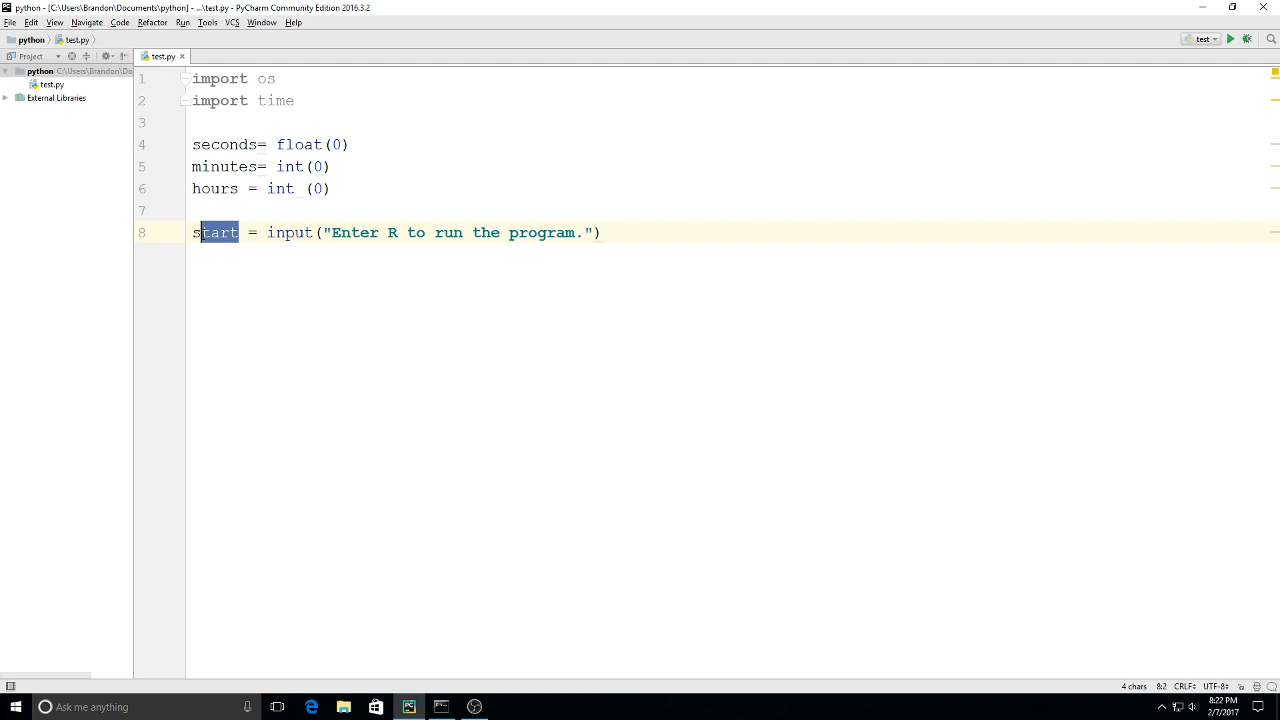 python - [C:\Users\Brandon\Documents\python] - ...\test.py - PyCharm Community Edition 2016.3.2
File Edit View Navigate Code Refactor Run Tools VCS Window Help
python test.py test
Project test.py
python C:\Users\Brandon\Do
test.py
External Libraries
1 import os
2 import time
3
4 seconds= float(0)
5 minutes= int(0)
6 hours = int (0)
7
8 start = input("Enter R to run the program.")
4 chars 8:2 CRLF÷ UTF-8÷
Ask me anything
8:22 PM
2/7/2017